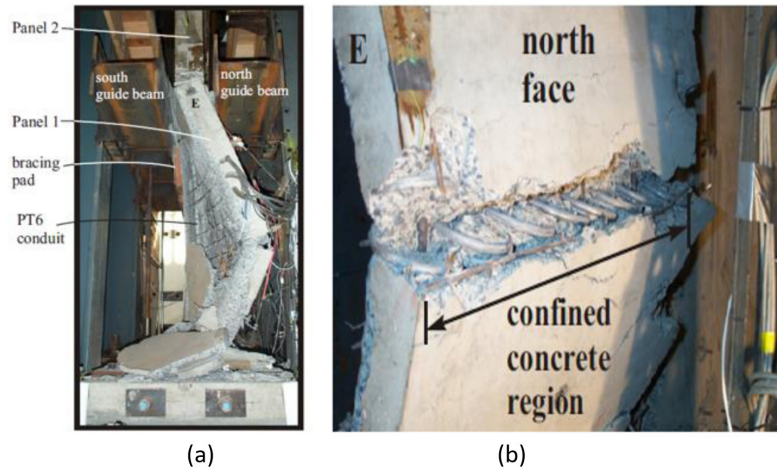 Panel 2
south
guide beam
north
guide beam
E
Panel 1
bracing
pad
PT6
conduit
E
north
face
confined
concrete
region
(a)
(b)